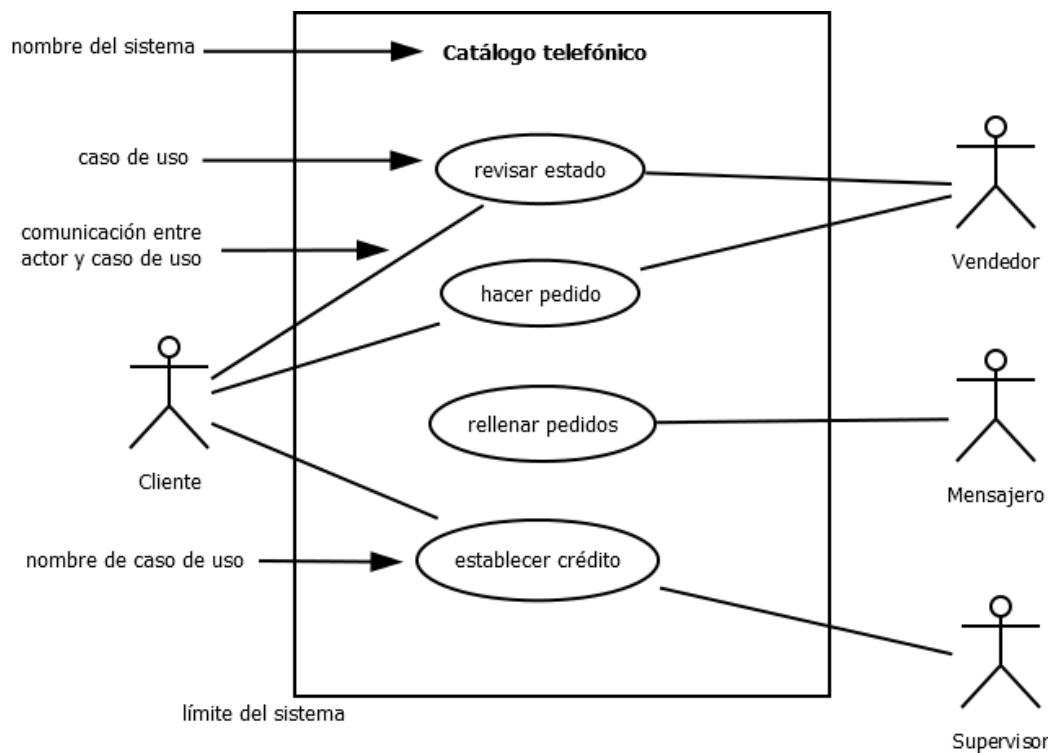 nombre del sistema
Catálogo telefónico
caso de uso
revisar estado
comunicación entre
actor y caso de uso
Vendedor
hacer pedido
rellenar pedidos
Cliente
Mensajero
nombre de caso de uso
establecer crédito
límite del sistema
Supervisor